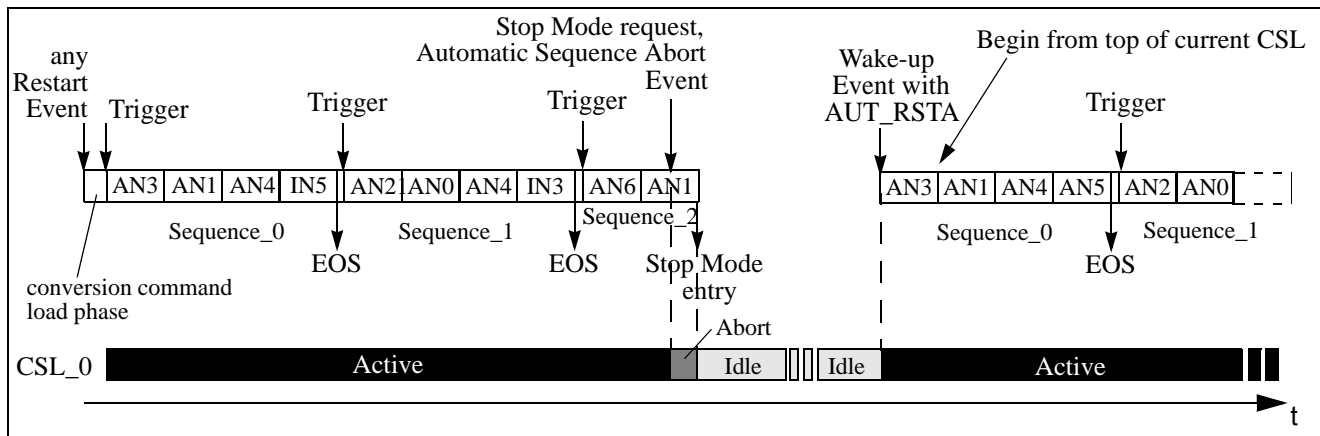 any
Restart
Event
Trigger
Trigger
Stop Mode request,
Automatic Sequence Abort
Event
Trigger
Wake-up
Event with
AUT_RSTA
Begin from top of current CSL
Trigger
AN3 AN1 AN4 IN5 AN21 AN0 AN4 IN3 AN6 AN1
AN3 AN1 AN4 AN5 AN2 AN0
Sequence_0
Sequence_1
Sequence_2
Sequence_0
Sequence_1
EOS
EOS
Stop Mode
entry
EOS
conversion command
load phase
Abort
CSL_0
Active
Idle
Idle
Active
t